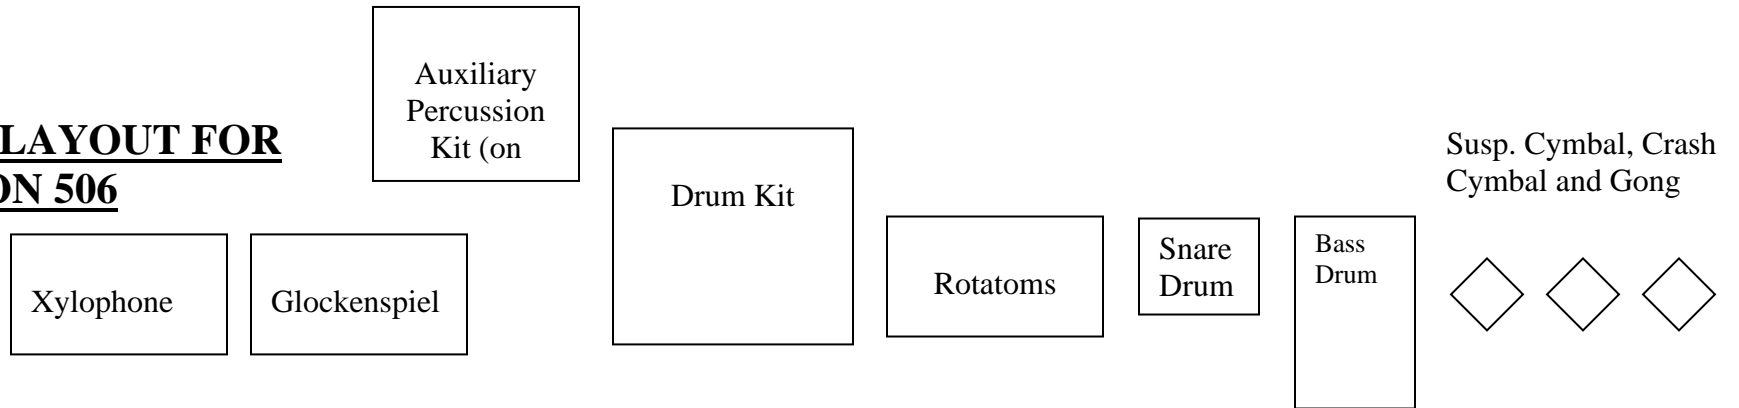 LAYOUT FOR
ON 506
Auxiliary
Percussion
Kit (on
Drum Kit
Susp. Cymbal, Crash
Cymbal and Gong
Xylophone
Glockenspiel
Rotatoms
Snare
Drum
Bass
Drum